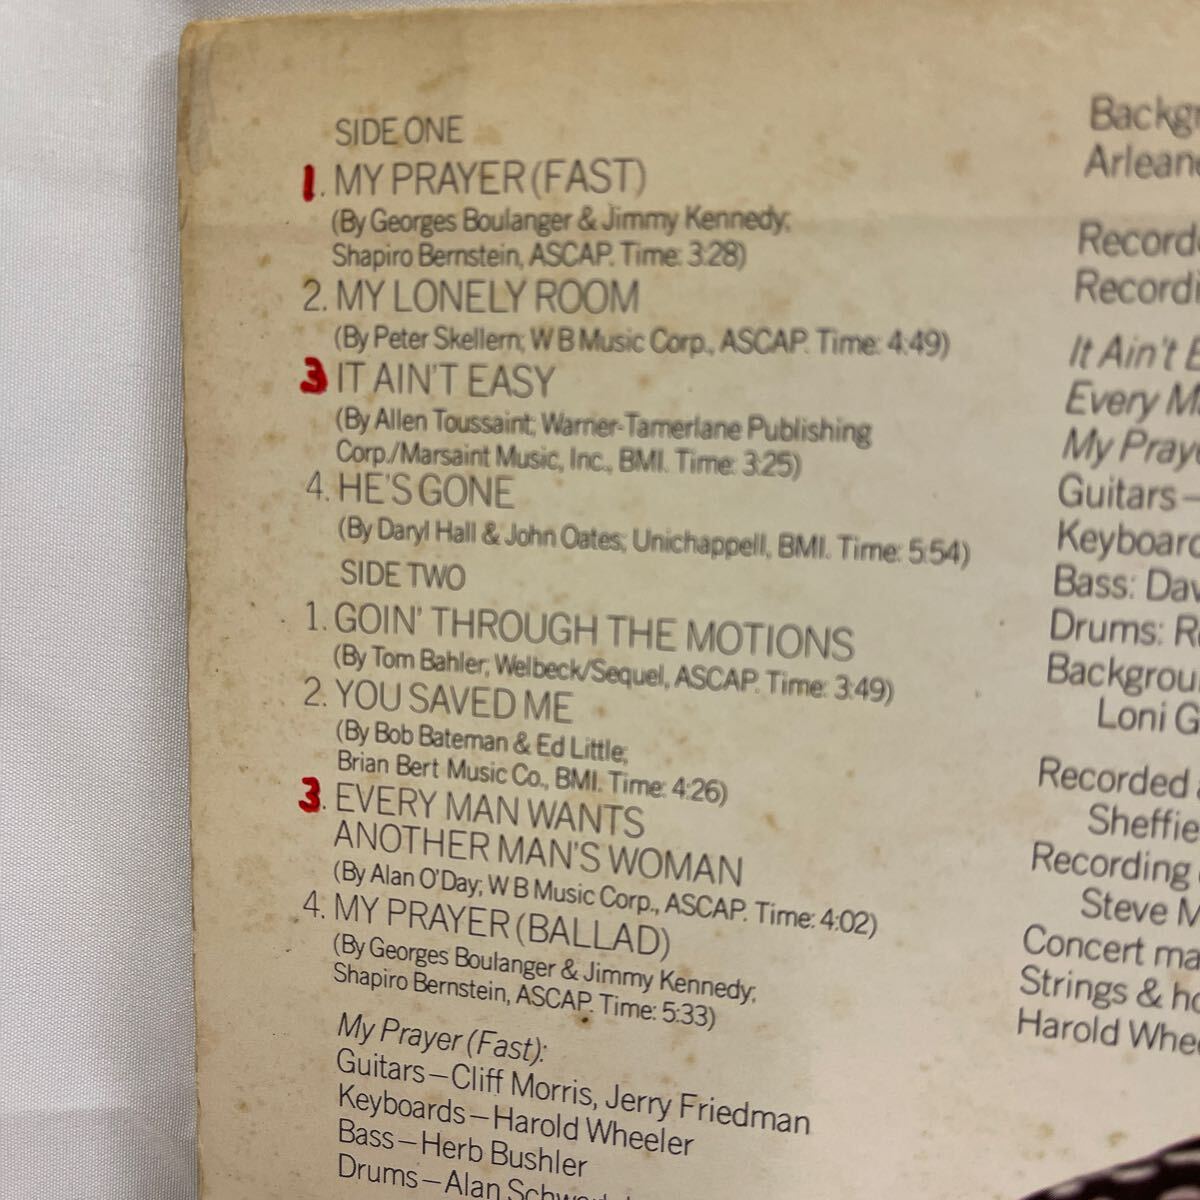 SIDE ONE
1. MY PRAYER (FAST)
(By Georges Boulanger & Jimmy Kennedy;
Shapiro Bernstein, ASCAP. Time: 3:28)
2. MY LONELY ROOM
(By Peter Skellern; W B Music Corp., ASCAP. Time: 4:49)
3 IT AIN'T EASY
(By Allen Toussaint; Warner-Tamerlane Publishing
Corp./Marsaint Music, Inc., BMI. Time: 3:25)
4. HE'S GONE
(By Daryl Hall & John Oates; Unichappell, BMI. Time: 5:54)
SIDE TWO
1. GOIN' THROUGH THE MOTIONS
(By Tom Bahler; Welbeck/Sequel, ASCAP. Time: 3:49)
2. YOU SAVED ME
(By Bob Bateman & Ed Little;
Brian Bert Music Co., BMI. Time: 4:26)
3. EVERY MAN WANTS
ANOTHER MAN'S WOMAN
(By Alan O'Day; W B Music Corp., ASCAP. Time: 4:02)
4. MY PRAYER (BALLAD)
(By Georges Boulanger & Jimmy Kennedy;
Shapiro Bernstein, ASCAP. Time: 5:33)
My Prayer (Fast):
Guitars—Cliff Morris, Jerry Friedman
Keyboards—Harold Wheeler
Bass—Herb Bushler
Drums—Alan
It Ain't
Every
My
Guitars—
Bass:
Drums:
Loni
Recorded
Recording
Steve
Concert
Strings &
Harold